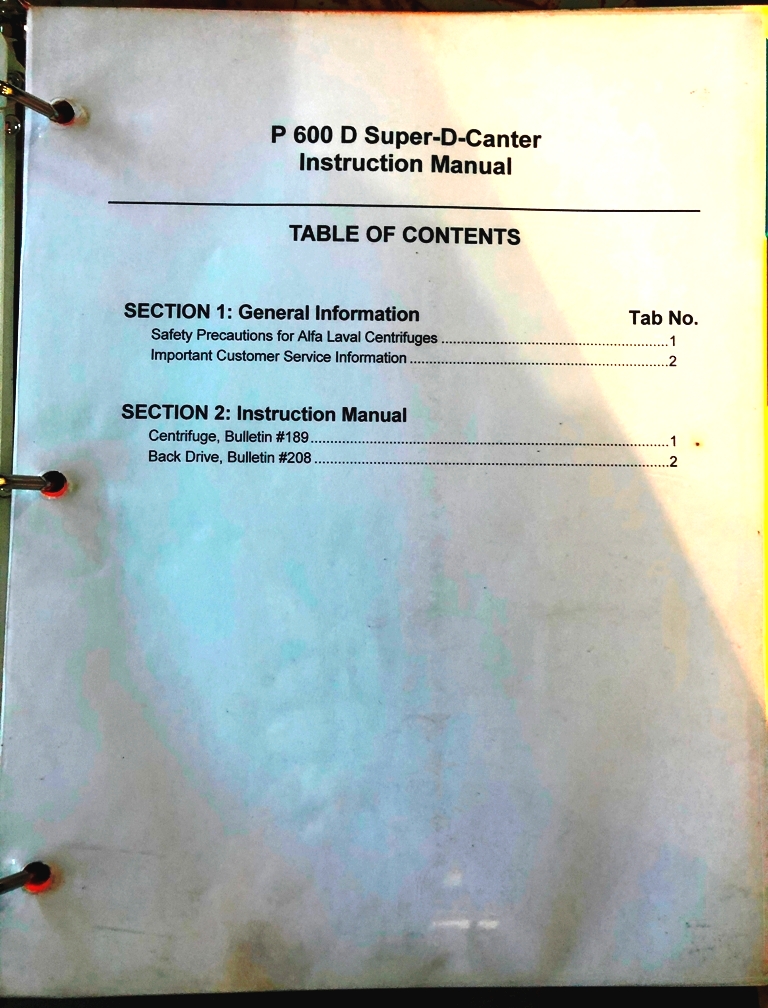 P 600 D Super-D-Canter
Instruction Manual
TABLE OF CONTENTS
SECTION 1: General Information Tab No.
Safety Precautions for Alfa Laval Centrifuges ........................................................... 1
Important Customer Service Information ................................................................... 2
SECTION 2: Instruction Manual
Centrifuge, Bulletin #189 ............................................................................................ 1
Back Drive, Bulletin #208 ........................................................................................... 2